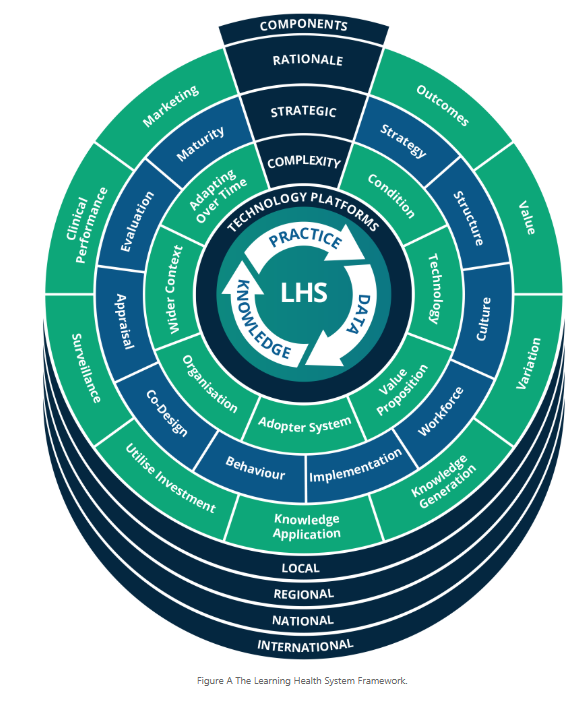 COMPONENTS
RATIONALE
STRATEGIC
COMPLEXITY
TECHNOLOGY PLATFORMS
PRACTICE
DATA
KNOWLEDGE
LHS
Outcomes
Value
Variation
Knowledge
Generation
Knowledge
Application
Utilise Investment
Surveillance
Clinical
Performance
Marketing
Strategy
Structure
Culture
Workforce
Implementation
Behaviour
Co-Design
Appraisal
Evaluation
Maturity
Condition
Technology
Value
Proposition
Adopter System
Organisation
Wider Context
Adapting
Over Time
LOCAL
REGIONAL
NATIONAL
INTERNATIONAL
Figure A The Learning Health System Framework.